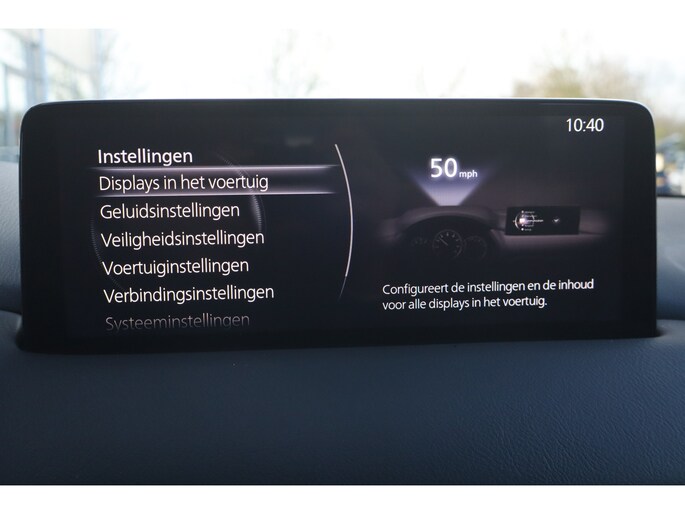 10:40
Instellingen
Displays in het voertuig
Geluidsinstellingen
Veiligheidsinstellingen
Voertuiginstellingen
Verbindingsinstellingen
Systeeminstellingen
50 mph
Configureert de instellingen en de inhoud
voor alle displays in het voertuig.